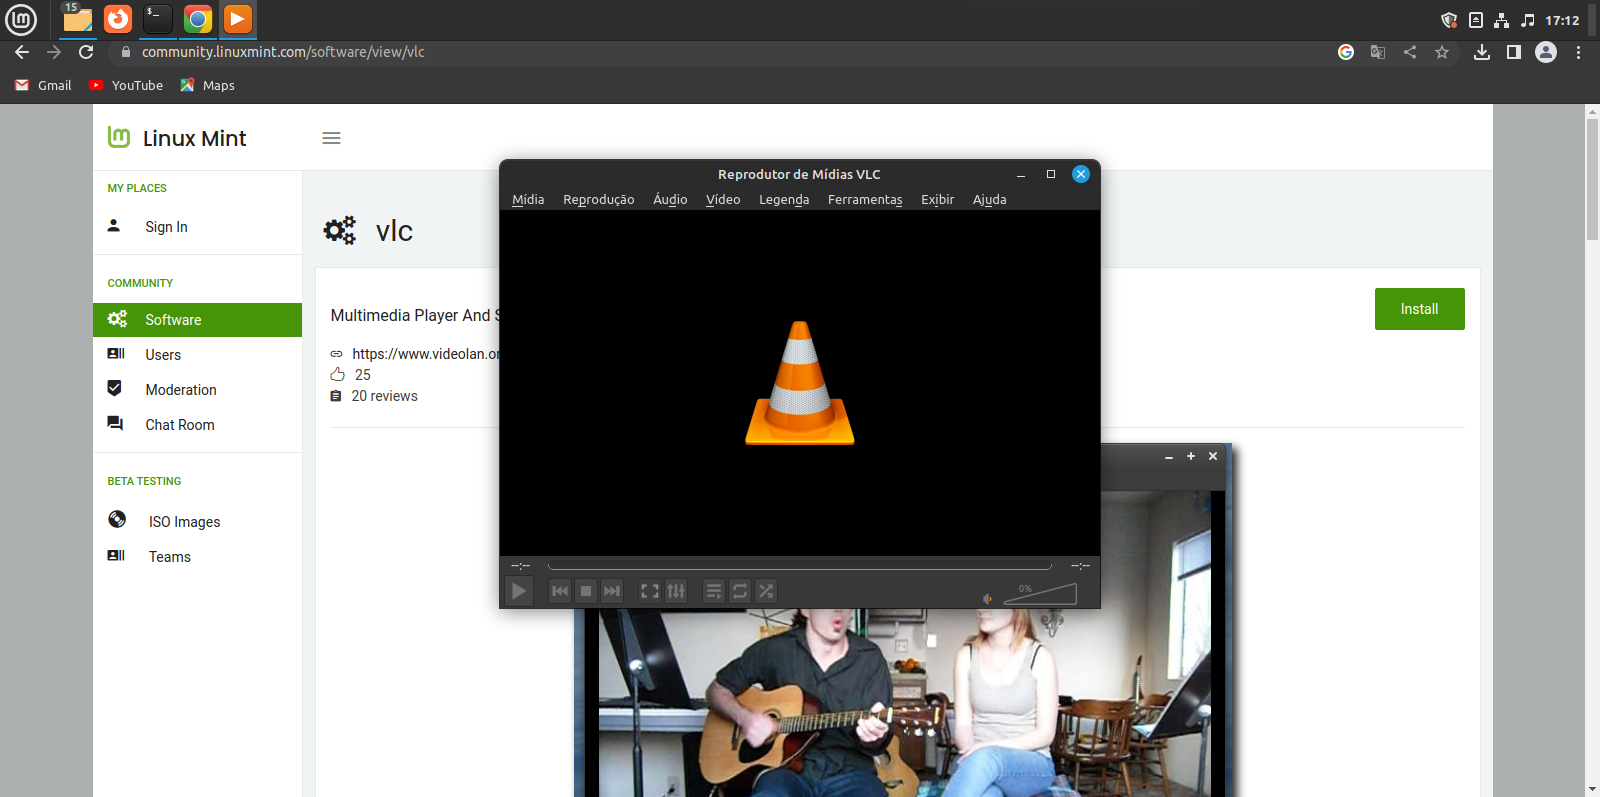 15
$_
17:12
community.linuxmint.com/software/view/vlc
Gmail
YouTube
Maps
Linux Mint
MY PLACES
Sign In
COMMUNITY
Software
Users
Moderation
Chat Room
BETA TESTING
ISO Images
Teams
vlc
Multimedia Player And S
https://www.videolan.or
25
20 reviews
Install
Reprodutor de Mídias VLC
Mídia Reprodução Áudio Vídeo Legenda Ferramentas Exibir Ajuda
--:-- --:--
0%